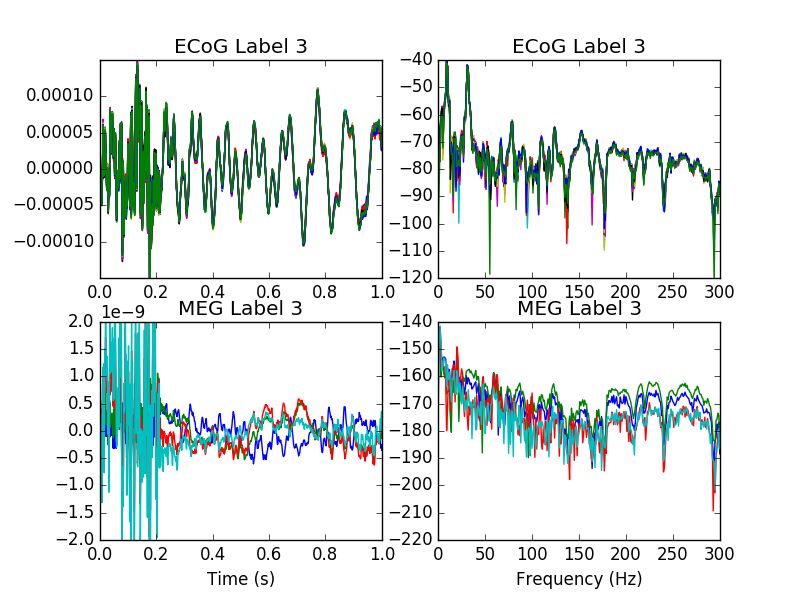 ECoG Label 3
0.00010
0.00005
0.00000
−0.00005
−0.00010
0.0 0.2 0.4 0.6 0.8 1.0
ECoG Label 3
−40
−50
−60
−70
−80
−90
−100
−110
−120
0 50 100 150 200 250 300
MEG Label 3
1e−9
2.0
1.5
1.0
0.5
0.0
−0.5
−1.0
−1.5
−2.0
0.0 0.2 0.4 0.6 0.8 1.0
Time (s)
MEG Label 3
−140
−150
−160
−170
−180
−190
−200
−210
−220
0 50 100 150 200 250 300
Frequency (Hz)